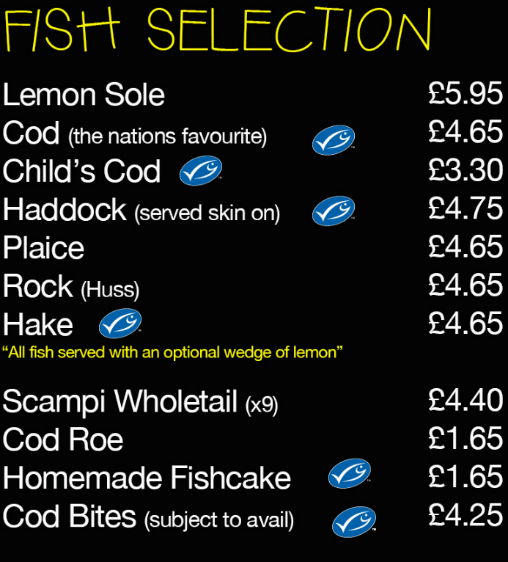 FISH SELECTION
Lemon Sole £5.95
Cod (the nations favourite) £4.65
Child's Cod £3.30
Haddock (served skin on) £4.75
Plaice £4.65
Rock (Huss) £4.65
Hake £4.65
“All fish served with an optional wedge of lemon”
Scampi Wholetail (x9) £4.40
Cod Roe £1.65
Homemade Fishcake £1.65
Cod Bites (subject to avail) £4.25